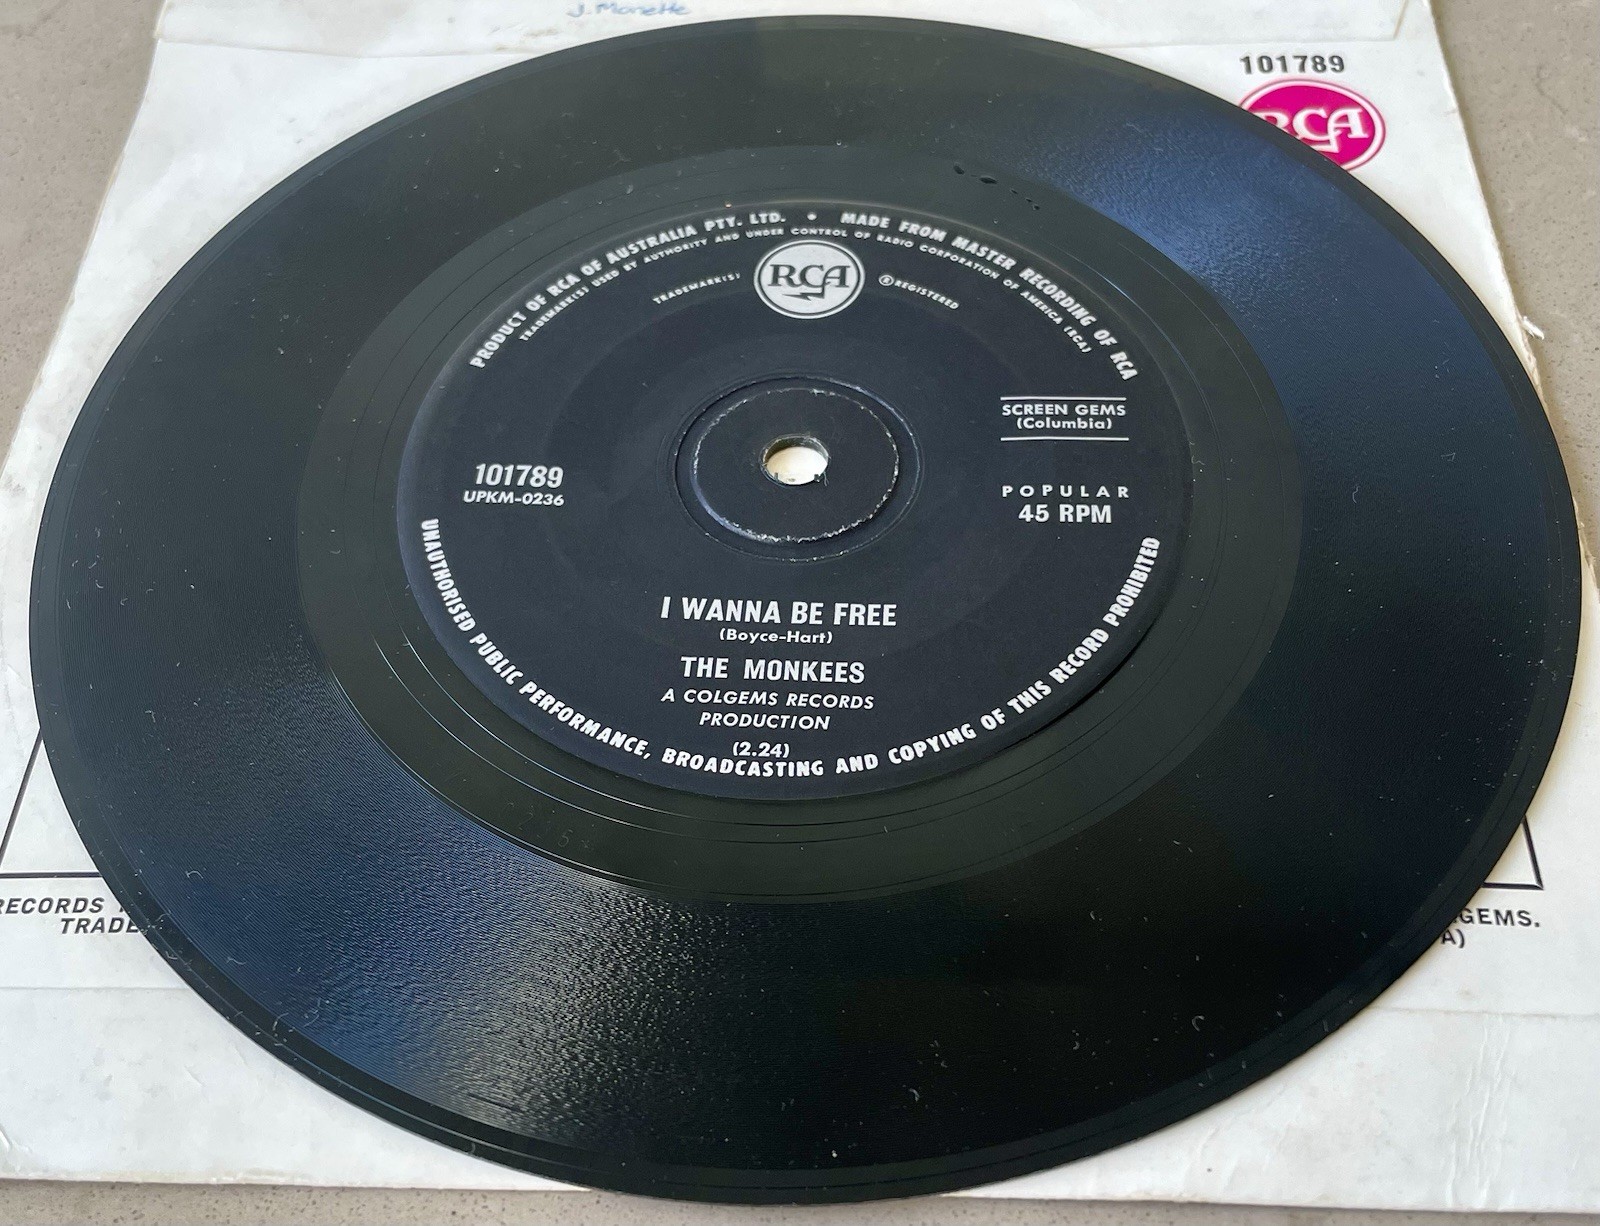 J. Monette
101789
RCA
PRODUCT OF RCA OF AUSTRALIA PTY. LTD. • MADE FROM MASTER RECORDING OF RCA
TRADEMARK(S) USED BY AUTHORITY AND UNDER CONTROL OF RADIO CORPORATION OF AMERICA (RCA)
TRADEMARK(S) RCA ®REGISTERED
SCREEN GEMS
(Columbia)
101789
UPKM-0236
POPULAR
45 RPM
I WANNA BE FREE
(Boyce-Hart)
THE MONKEES
A COLGEMS RECORDS
PRODUCTION
(2.24)
UNAUTHORISED PUBLIC PERFORMANCE, BROADCASTING AND COPYING OF THIS RECORD PROHIBITED
RECORDS
TRADE
GEMS.
A)